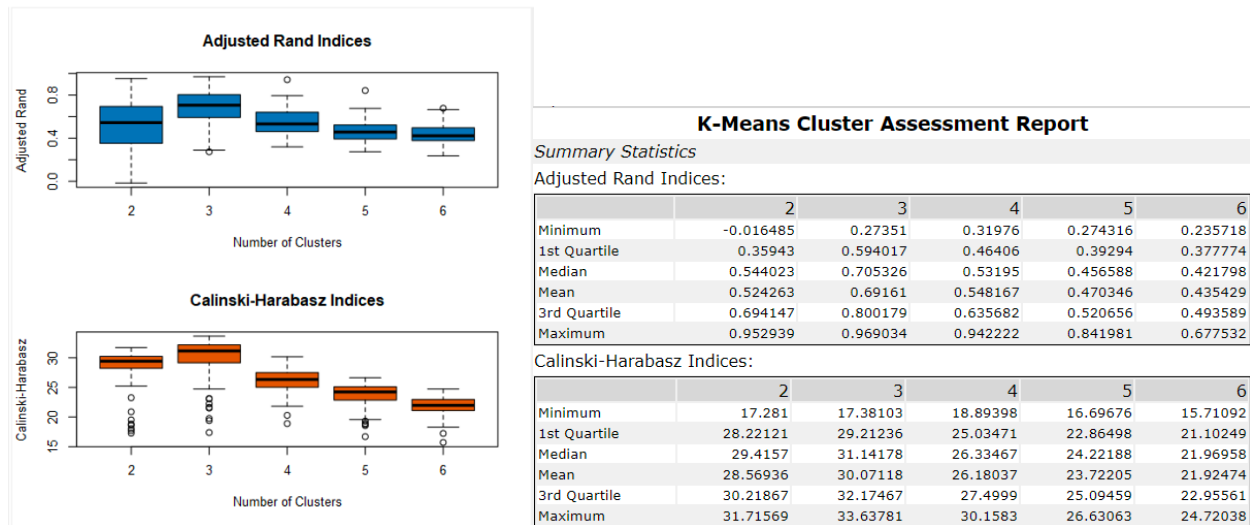 Adjusted Rand Indices
Adjusted Rand
0.0 0.4 0.8
2 3 4 5 6
Number of Clusters
Calinski-Harabasz Indices
Calinski-Harabasz
15 20 25 30
2 3 4 5 6
Number of Clusters
K-Means Cluster Assessment Report
Summary Statistics
Adjusted Rand Indices:
2 3 4 5 6
Minimum -0.016485 0.27351 0.31976 0.274316 0.235718
1st Quartile 0.35943 0.594017 0.46406 0.39294 0.377774
Median 0.544023 0.705326 0.53195 0.456588 0.421798
Mean 0.524263 0.69161 0.548167 0.470346 0.435429
3rd Quartile 0.694147 0.800179 0.635682 0.520656 0.493589
Maximum 0.952939 0.969034 0.942222 0.841981 0.677532
Calinski-Harabasz Indices:
2 3 4 5 6
Minimum 17.281 17.38103 18.89398 16.69676 15.71092
1st Quartile 28.22121 29.21236 25.03471 22.86498 21.10249
Median 29.4157 31.14178 26.33467 24.22188 21.96958
Mean 28.56936 30.07118 26.18037 23.72205 21.92474
3rd Quartile 30.21867 32.17467 27.4999 25.09459 22.95561
Maximum 31.71569 33.63781 30.1583 26.63063 24.72038